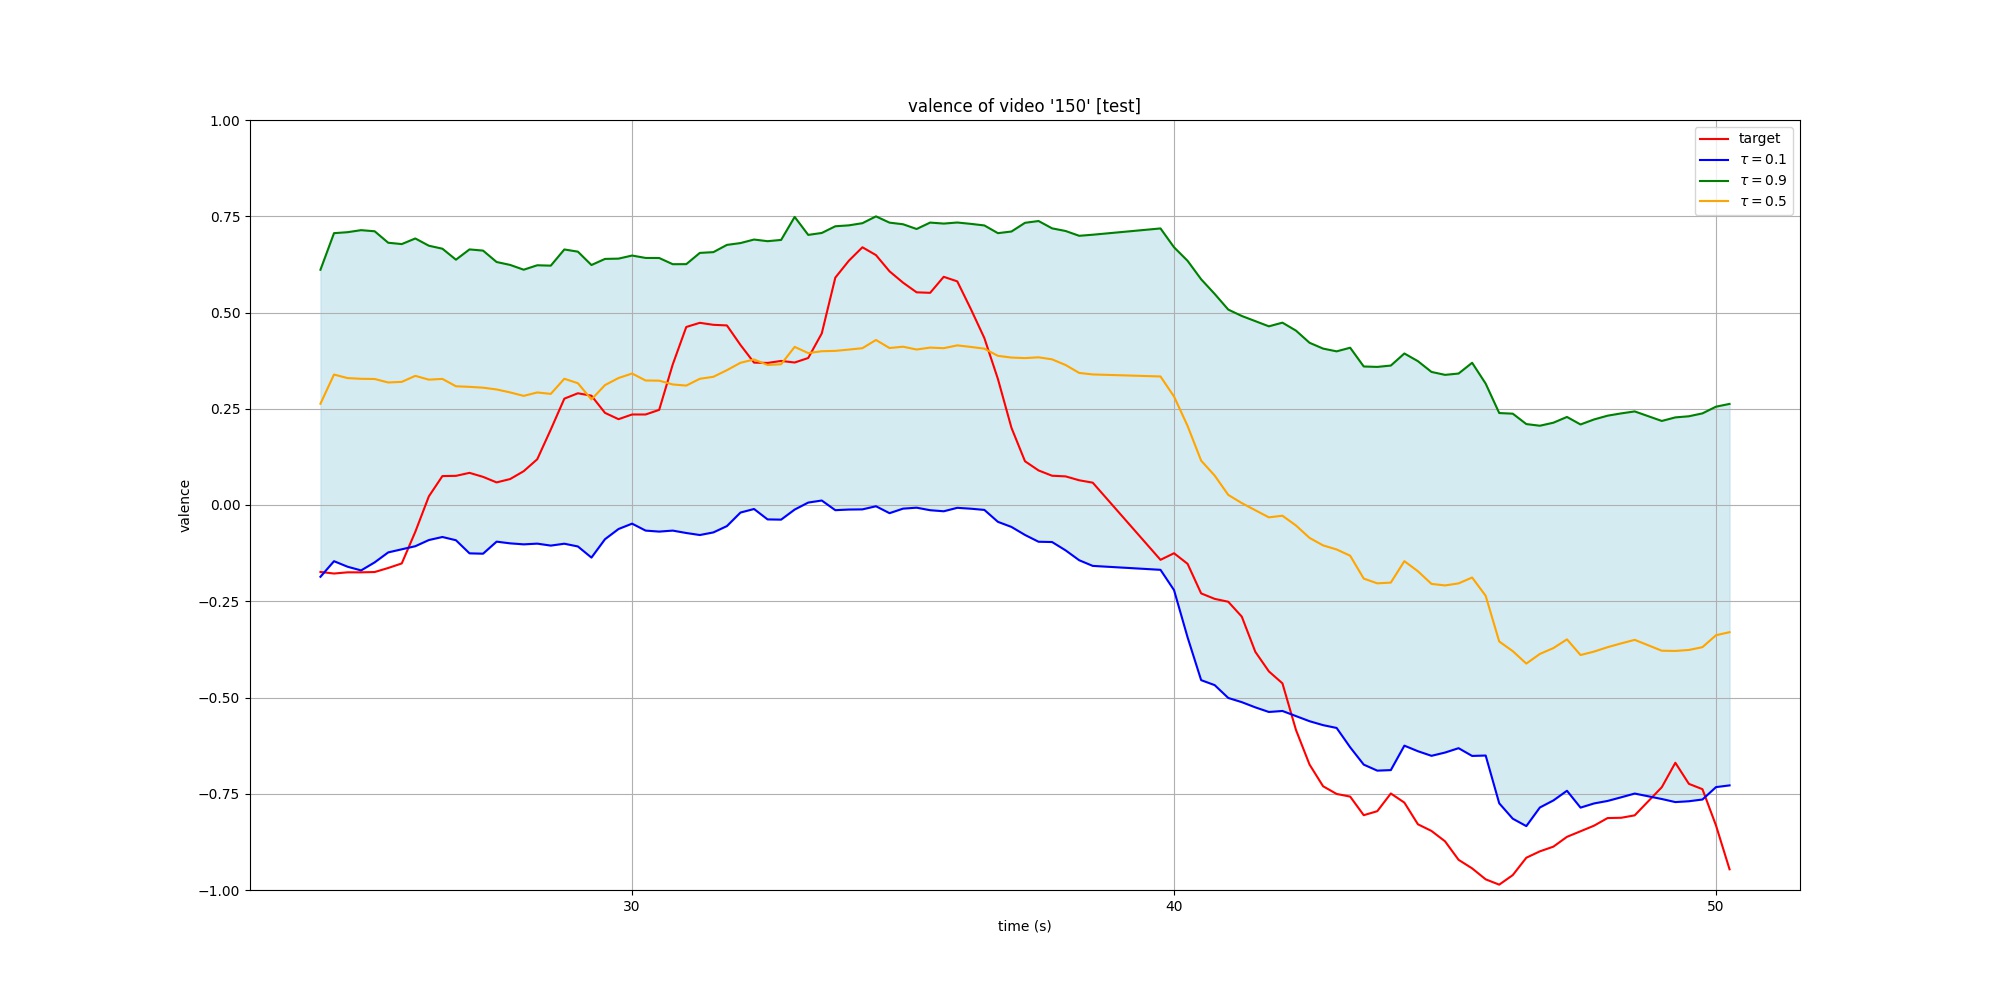 valence of video '150' [test]
1.00
0.75
0.50
0.25
0.00
−0.25
−0.50
−0.75
−1.00
valence
30
40
50
time (s)
target
τ = 0.1
τ = 0.9
τ = 0.5